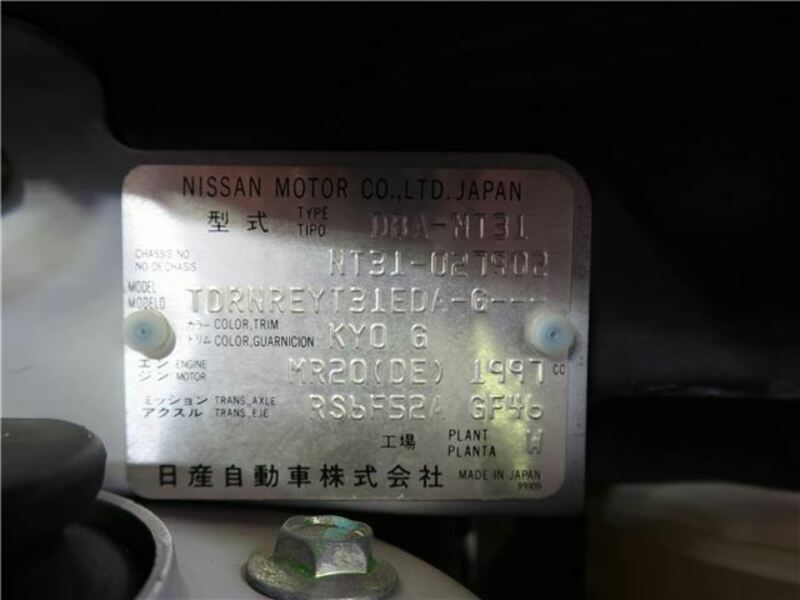 NISSAN MOTOR CO.,LTD. JAPAN
型式 TYPE TIPO DBA-NT31
CHASSIS NO NO DE CHASIS NT31-027902
MODEL MODELO TDRNREYT31EDA-G---
カラー COLOR,TRIM トリム COLOR,GUARNICION KY0 G
エンジン ENGINE MOTOR MR20(DE) 1997 CC
ミッション TRANS.,AXLE アクスル TRANS.,EJE RS6F52A GF46
工場 PLANT PLANTA W
日産自動車株式会社 MADE IN JAPAN